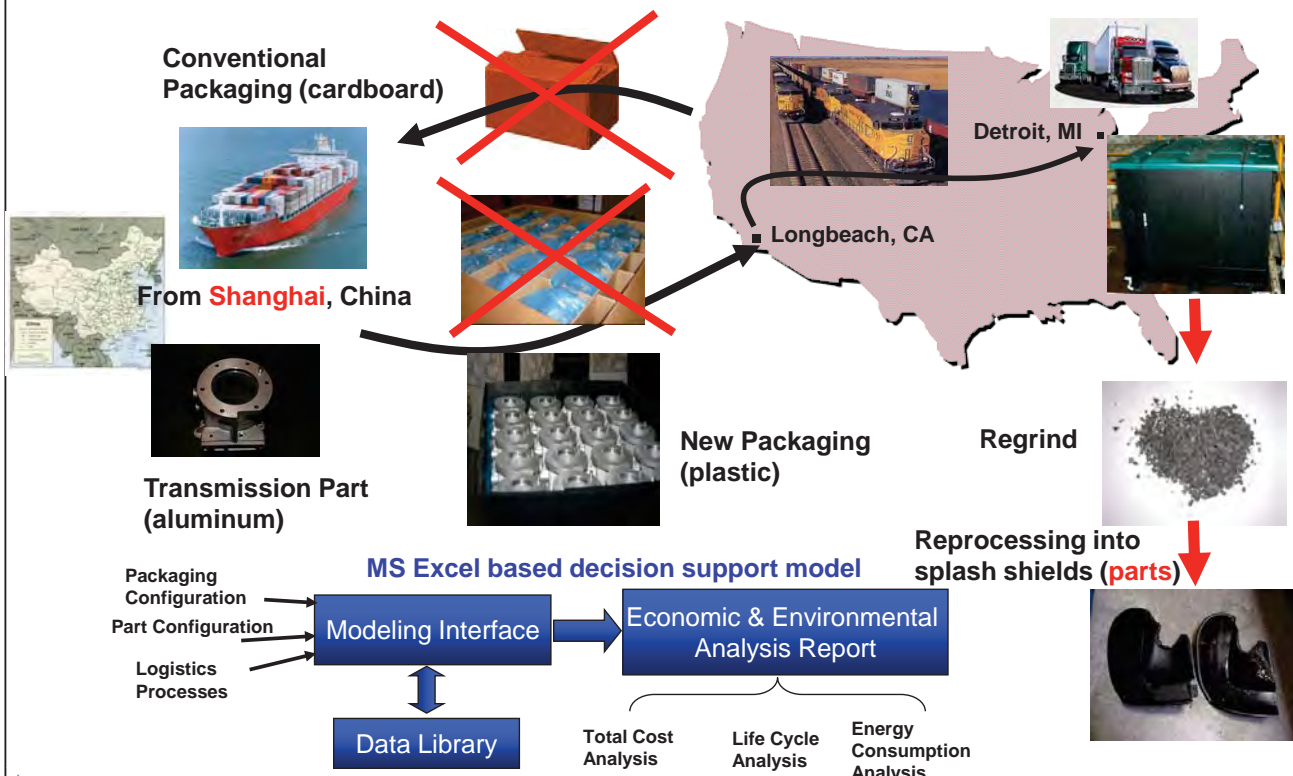 Conventional
Packaging (cardboard)
Detroit, MI
Longbeach, CA
From Shanghai, China
New Packaging
(plastic)
Regrind
Transmission Part
(aluminum)
Reprocessing into
splash shields (parts)
MS Excel based decision support model
Packaging
Configuration
Part Configuration
Logistics
Processes
Modeling Interface
Economic & Environmental
Analysis Report
Data Library
Total Cost
Analysis
Life Cycle
Analysis
Energy
Consumption
Analysis